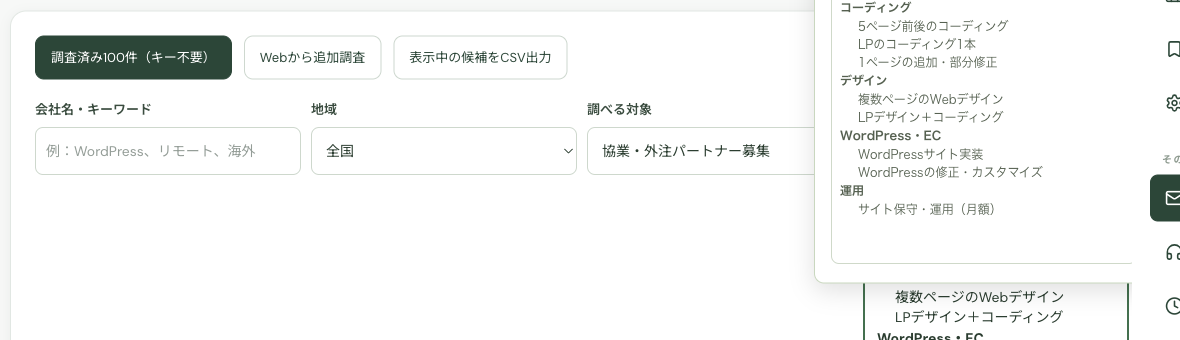 調査済み100件（キー不要）
Webから追加調査
表示中の候補をCSV出力
会社名・キーワード
地域
調べる対象
例：WordPress、リモート、海外
全国
協業・外注パートナー募集
コーディング
5ページ前後のコーディング
LPのコーディング1本
1ページの追加・部分修正
デザイン
複数ページのWebデザイン
LPデザイン＋コーディング
WordPress・EC
WordPressサイト実装
WordPressの修正・カスタマイズ
運用
サイト保守・運用（月額）
複数ページのWebデザイン
LPデザイン＋コーディング
WordPress・EC
その